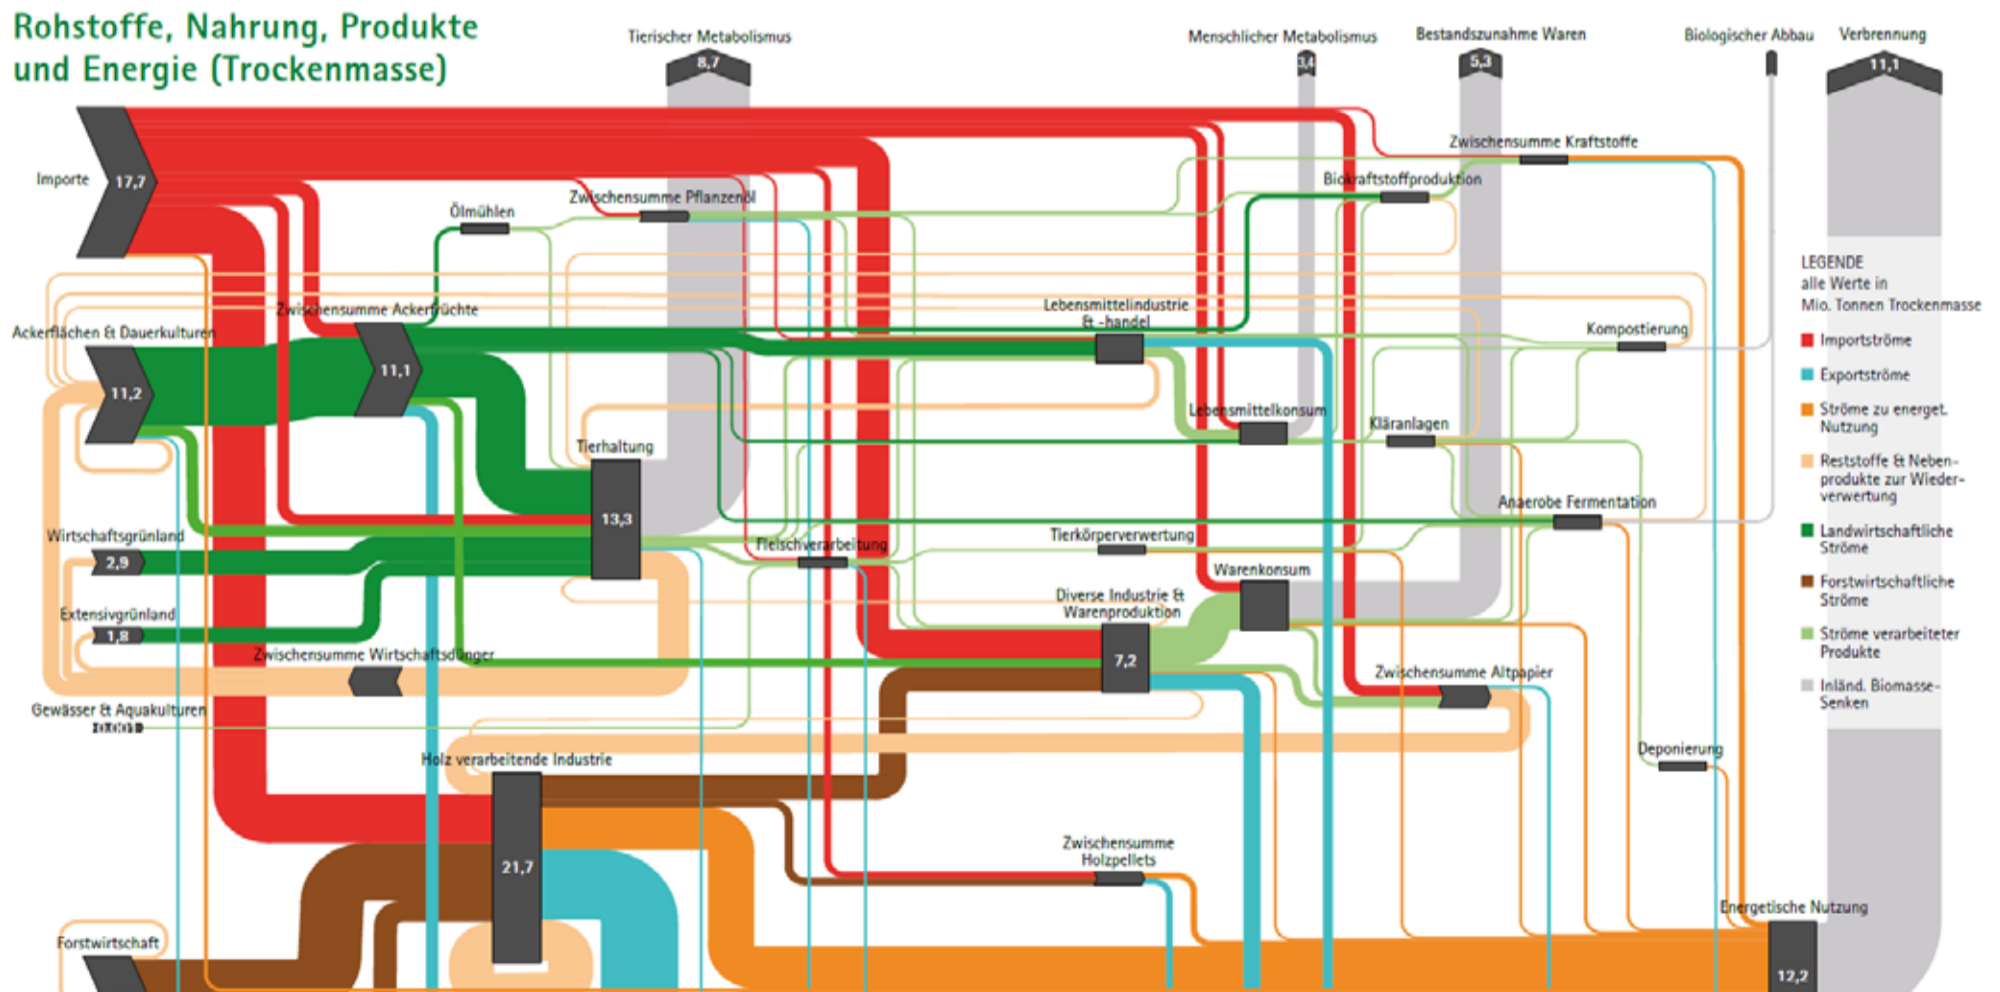 Rohstoffe, Nahrung, Produkte
und Energie (Trockenmasse)
Tierischer Metabolismus
8,7
Menschlicher Metabolismus
3,4
Bestandszunahme Waren
5,3
Biologischer Abbau
Verbrennung
11,1
Importe
17,7
Zwischensumme Kraftstoffe
Biokraftstoffproduktion
Zwischensumme Pflanzenöl
Ölmühlen
LEGENDE
alle Werte in
Mio. Tonnen Trockenmasse
Importströme
Exportströme
Ströme zu energet.
Nutzung
Reststoffe & Neben-
produkte zur Wieder-
verwertung
Landwirtschaftliche
Ströme
Forstwirtschaftliche
Ströme
Ströme verarbeiteter
Produkte
Inländ. Biomasse-
Senken
Zwischensumme Ackerfrüchte
11,1
Ackerflächen & Dauerkulturen
11,2
Lebensmittelindustrie
& -handel
Kompostierung
Lebensmittelkonsum
Kläranlagen
Tierhaltung
13,3
Anaerobe Fermentation
Wirtschaftsgrünland
2,9
Fleischverarbeitung
Tierkörperverwertung
Warenkonsum
Diverse Industrie &
Warenproduktion
7,2
Extensivgrünland
1,8
Zwischensumme Wirtschaftsdünger
Zwischensumme Altpapier
Gewässer & Aquakulturen
Deponierung
Holz verarbeitende Industrie
21,7
Zwischensumme
Holzpellets
Energetische Nutzung
12,2
Forstwirtschaft